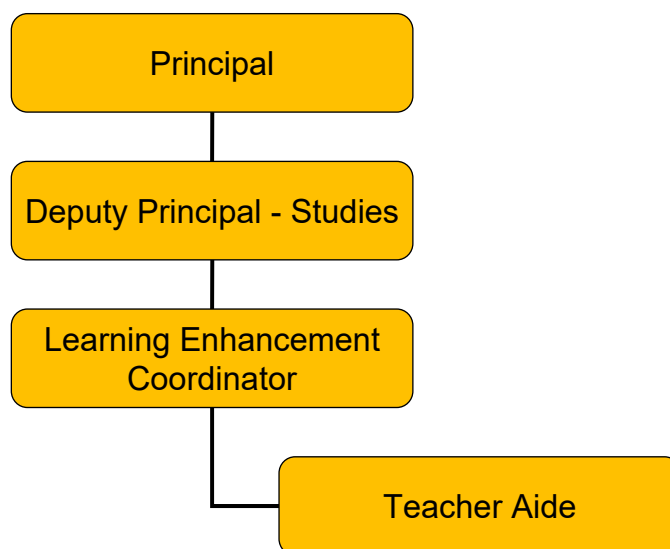 Principal
Deputy Principal - Studies
Learning Enhancement
Coordinator
Teacher Aide